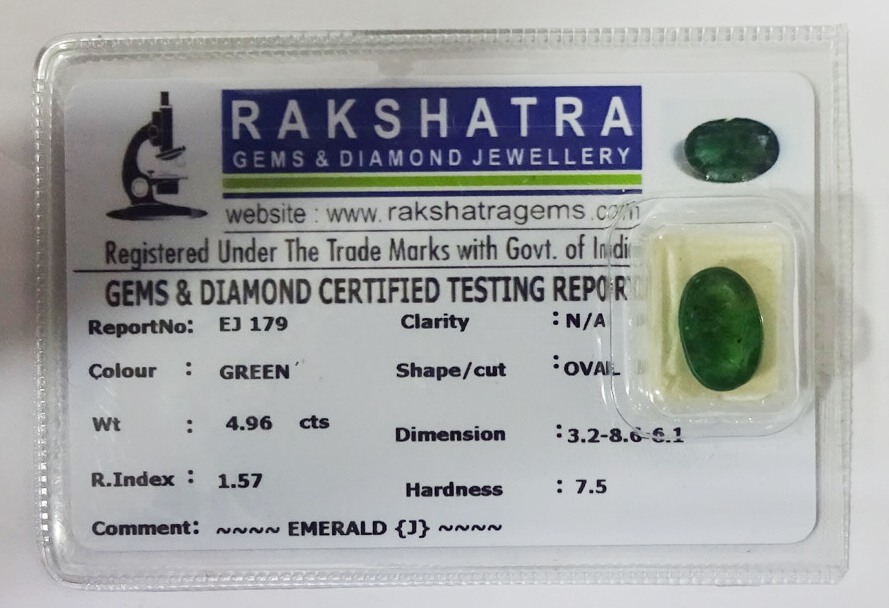 RAKSHATRA
GEMS & DIAMOND JEWELLERY
website : www.rakshatragems.com
Registered Under The Trade Marks with Govt. of India
GEMS & DIAMOND CERTIFIED TESTING REPORT
ReportNo: EJ 179 Clarity : N/A
Colour : GREEN Shape/cut : OVAL
Wt : 4.96 cts Dimension : 3.2-8.6-6.1
R.Index : 1.57 Hardness : 7.5
Comment: ~~~~ EMERALD {J} ~~~~